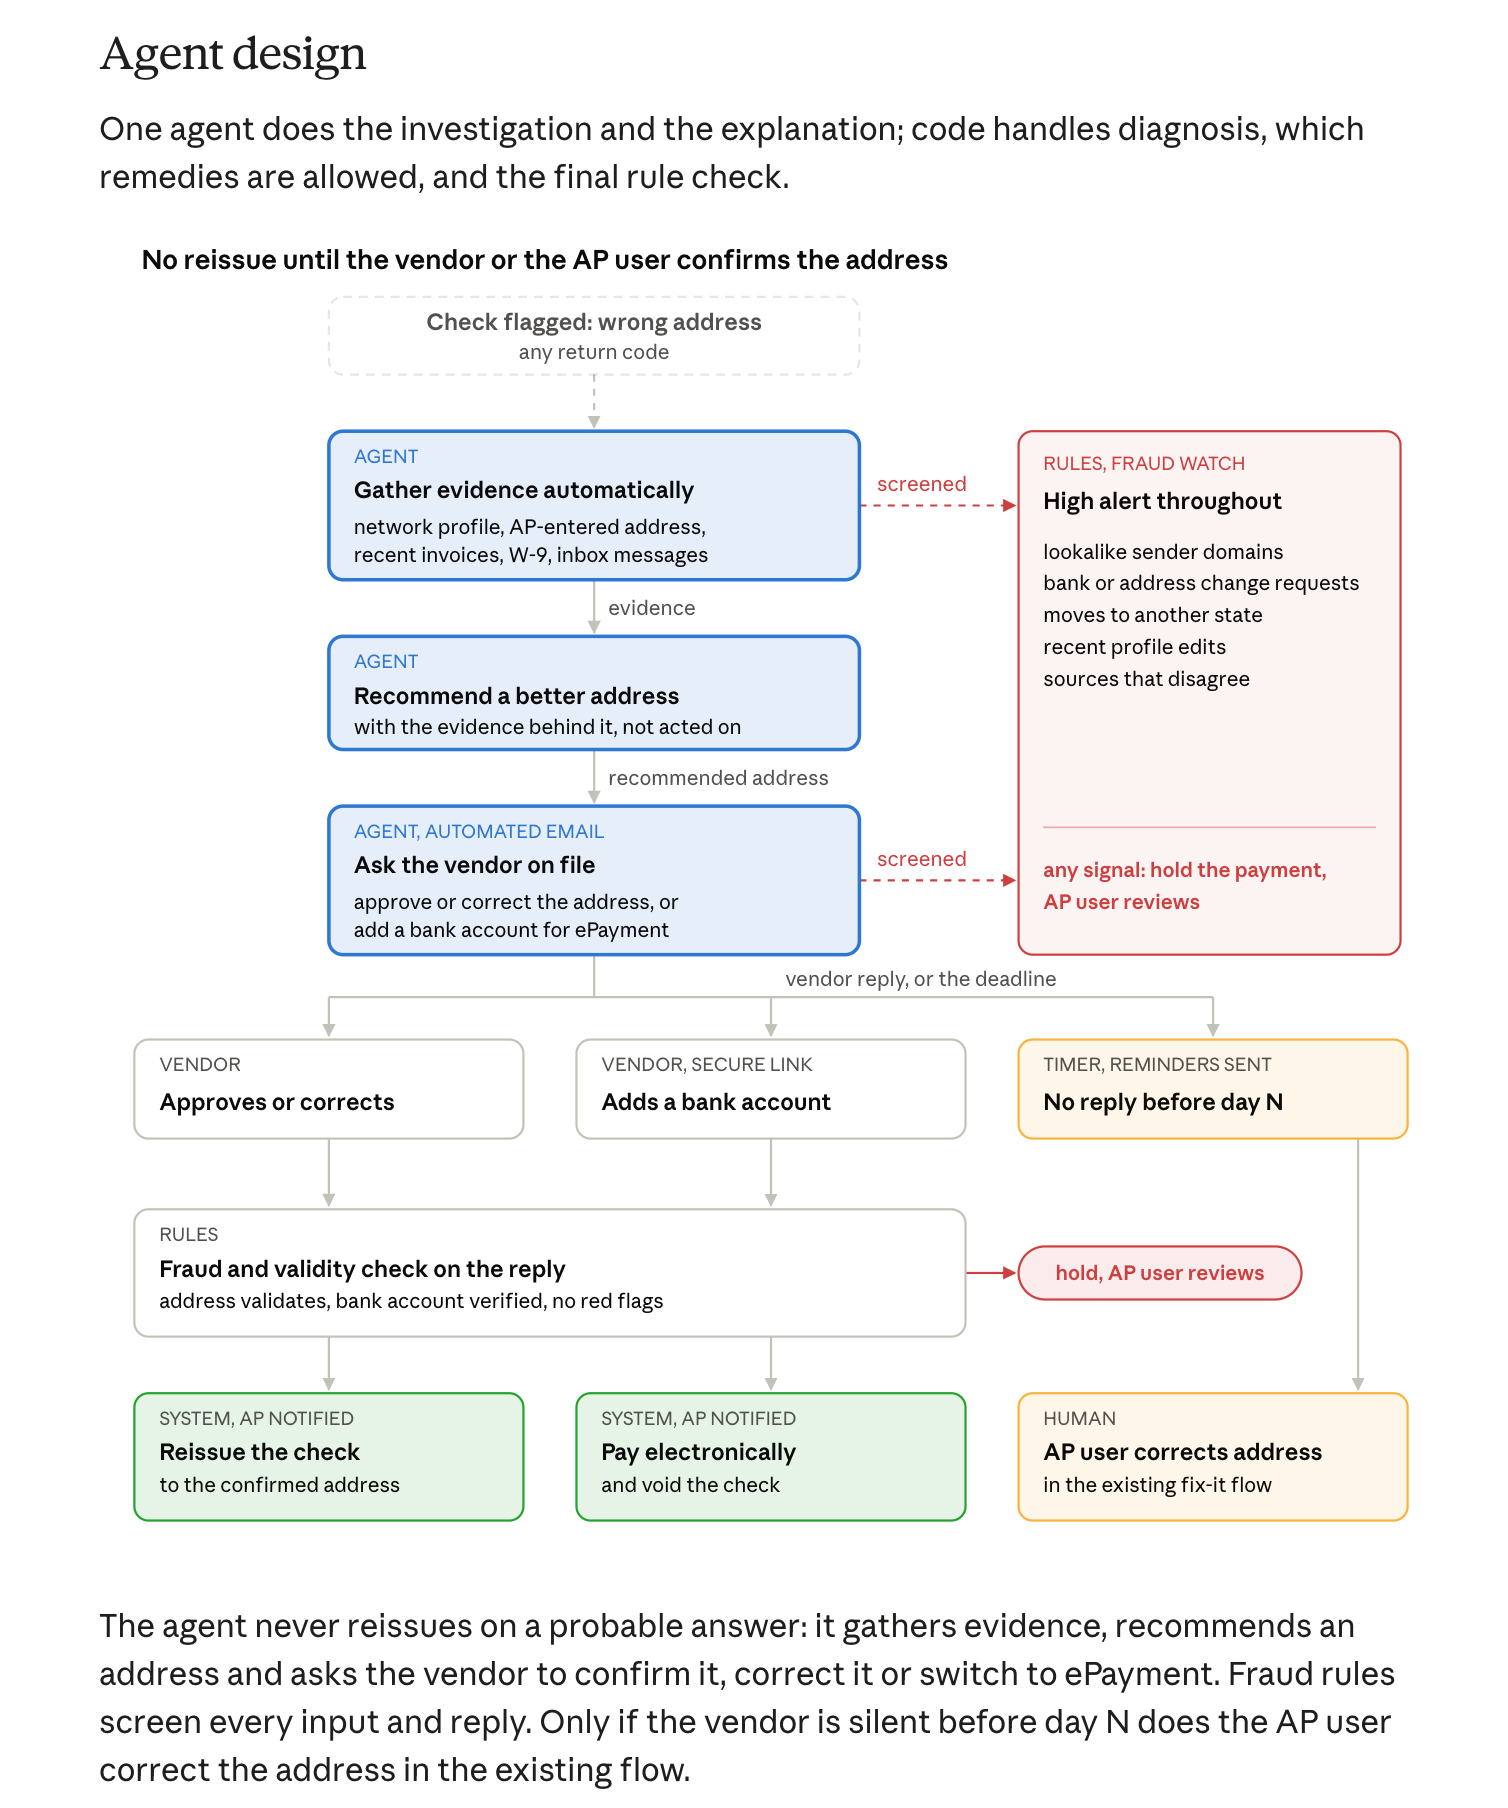 Agent design
One agent does the investigation and the explanation; code handles diagnosis, which
remedies are allowed, and the final rule check.
No reissue until the vendor or the AP user confirms the address
Check flagged: wrong address
any return code
AGENT
Gather evidence automatically
network profile, AP-entered address,
recent invoices, W-9, inbox messages
screened
RULES, FRAUD WATCH
High alert throughout
lookalike sender domains
bank or address change requests
moves to another state
recent profile edits
sources that disagree
evidence
AGENT
Recommend a better address
with the evidence behind it, not acted on
recommended address
AGENT, AUTOMATED EMAIL
Ask the vendor on file
approve or correct the address, or
add a bank account for ePayment
screened
any signal: hold the payment,
AP user reviews
vendor reply, or the deadline
VENDOR
Approves or corrects
VENDOR, SECURE LINK
Adds a bank account
TIMER, REMINDERS SENT
No reply before day N
RULES
Fraud and validity check on the reply
address validates, bank account verified, no red flags
hold, AP user reviews
SYSTEM, AP NOTIFIED
Reissue the check
to the confirmed address
SYSTEM, AP NOTIFIED
Pay electronically
and void the check
HUMAN
AP user corrects address
in the existing fix-it flow
The agent never reissues on a probable answer: it gathers evidence, recommends an
address and asks the vendor to confirm it, correct it or switch to ePayment. Fraud rules
screen every input and reply. Only if the vendor is silent before day N does the AP user
correct the address in the existing flow.